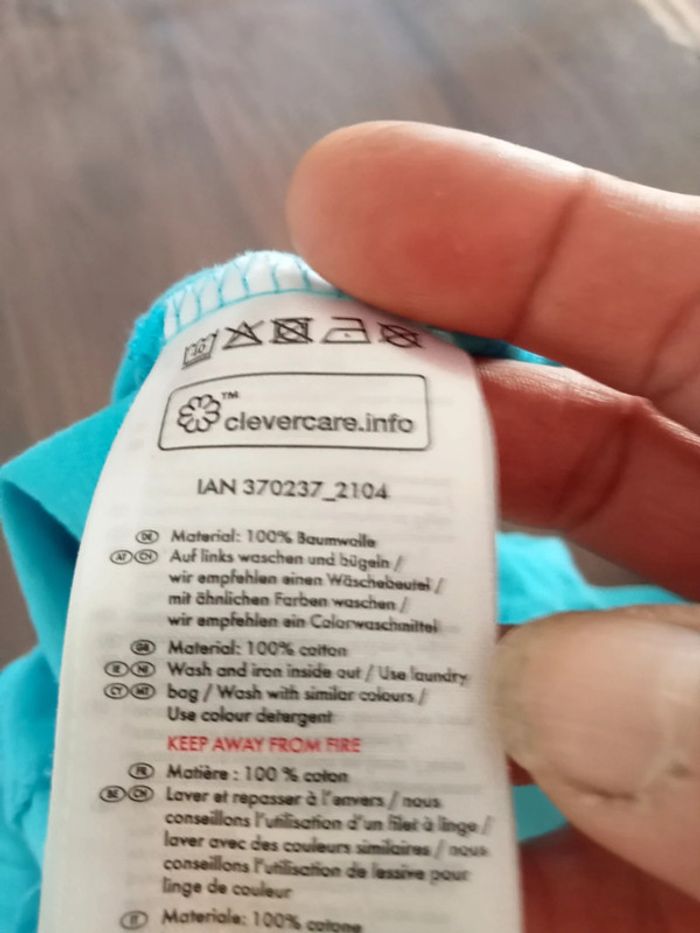 clevercare.info™
IAN 370237_2104
DE Material: 100% Baumwolle
AT CH Auf links waschen und bügeln /
wir empfehlen einen Wäschebeutel /
mit ähnlichen Farben waschen /
wir empfehlen ein Colorwaschmittel
GB Material: 100% cotton
IE NI Wash and iron inside out / Use laundry
CY MT bag / Wash with similar colours /
Use colour detergent
KEEP AWAY FROM FIRE
FR Matière : 100 % coton
BE CH Laver et repasser à l'envers / nous
conseillons l'utilisation d'un filet à linge /
laver avec des couleurs similaires / nous
conseillons l'utilisation de lessive pour
linge de couleur
IT Materiale: 100% cotone